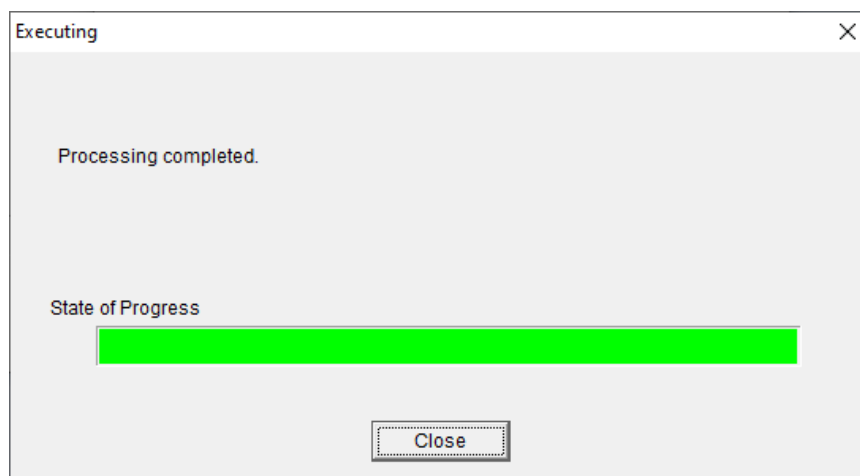 Executing
Processing completed.
State of Progress
Close